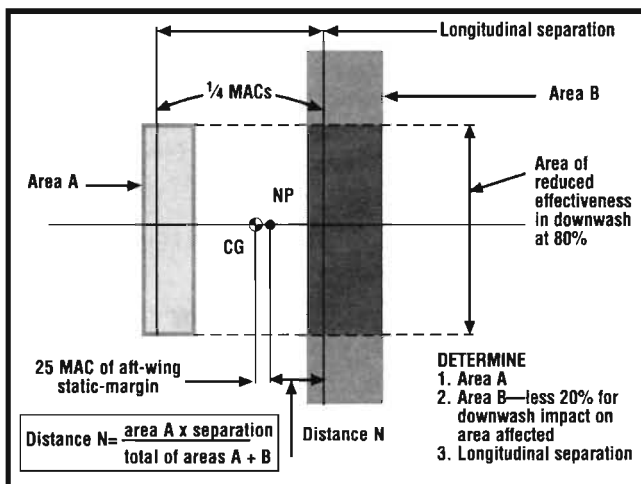 Longitudinal separation
¼ MACs
Area B
Area A
NP
CG
Area of
reduced
effectiveness
in downwash
at 80%
25 MAC of aft-wing
static-margin
Distance N= area A x separation
total of areas A + B
Distance N
DETERMINE
1. Area A
2. Area B—less 20% for
downwash impact on
area affected
3. Longitudinal separation